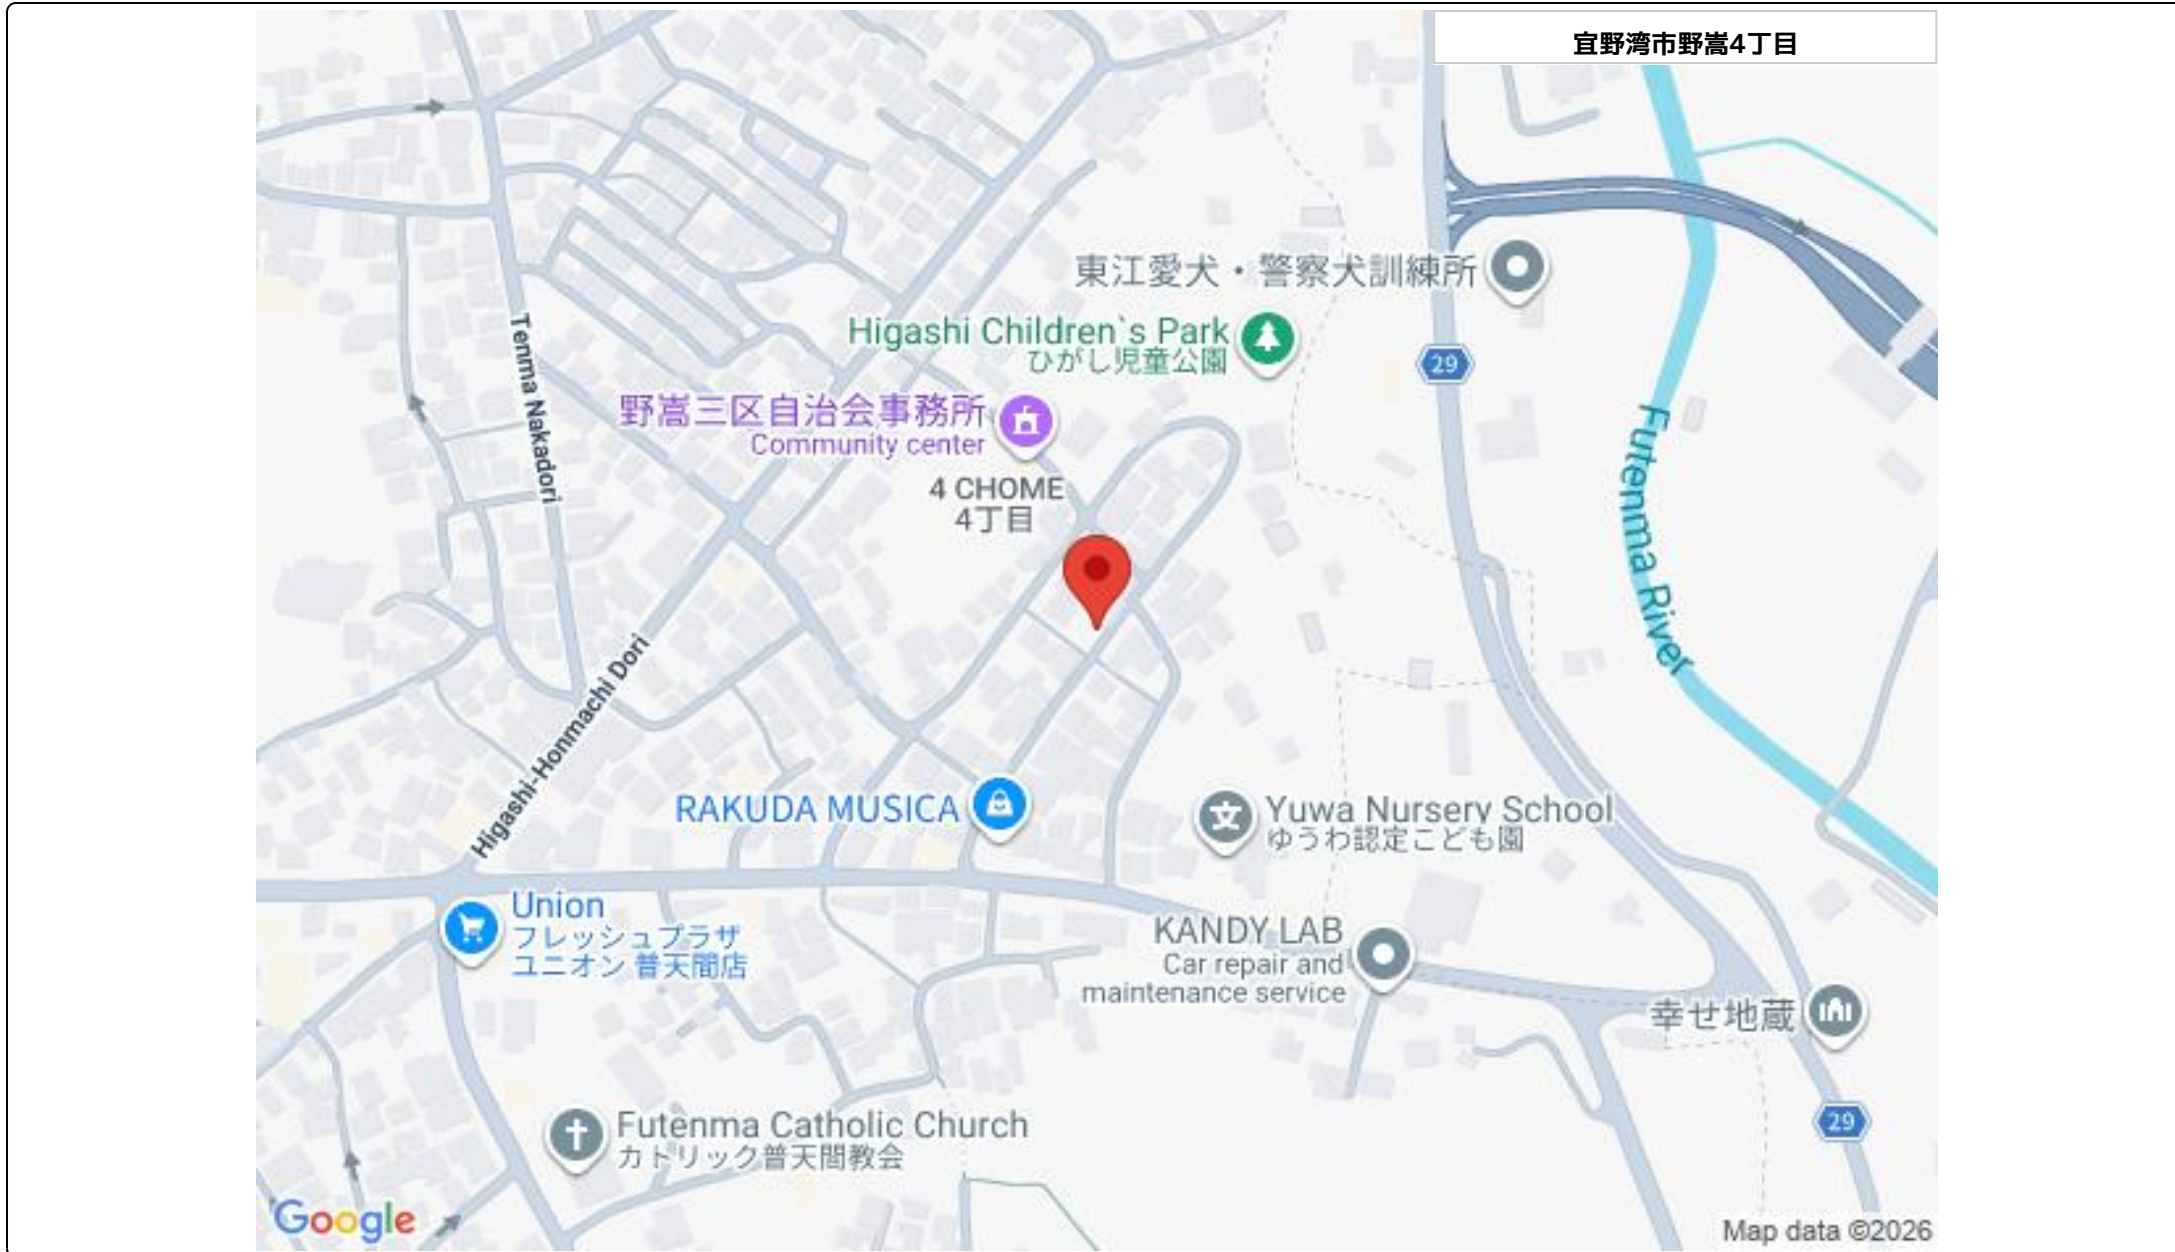 宜野湾市野嵩4丁目
東江愛犬・警察犬訓練所
Higashi Children`s Park
ひがし児童公園
29
Tenma Nakadori
野嵩三区自治会事務所
Community center
4 CHOME
4丁目
Futenma River
Higashi-Honmachi Dori
RAKUDA MUSICA
Yuwa Nursery School
ゆうわ認定こども園
Union
フレッシュプラザ
ユニオン 普天間店
KANDY LAB
Car repair and
maintenance service
幸せ地蔵
29
Futenma Catholic Church
カトリック普天間教会
Google
Map data ©2026